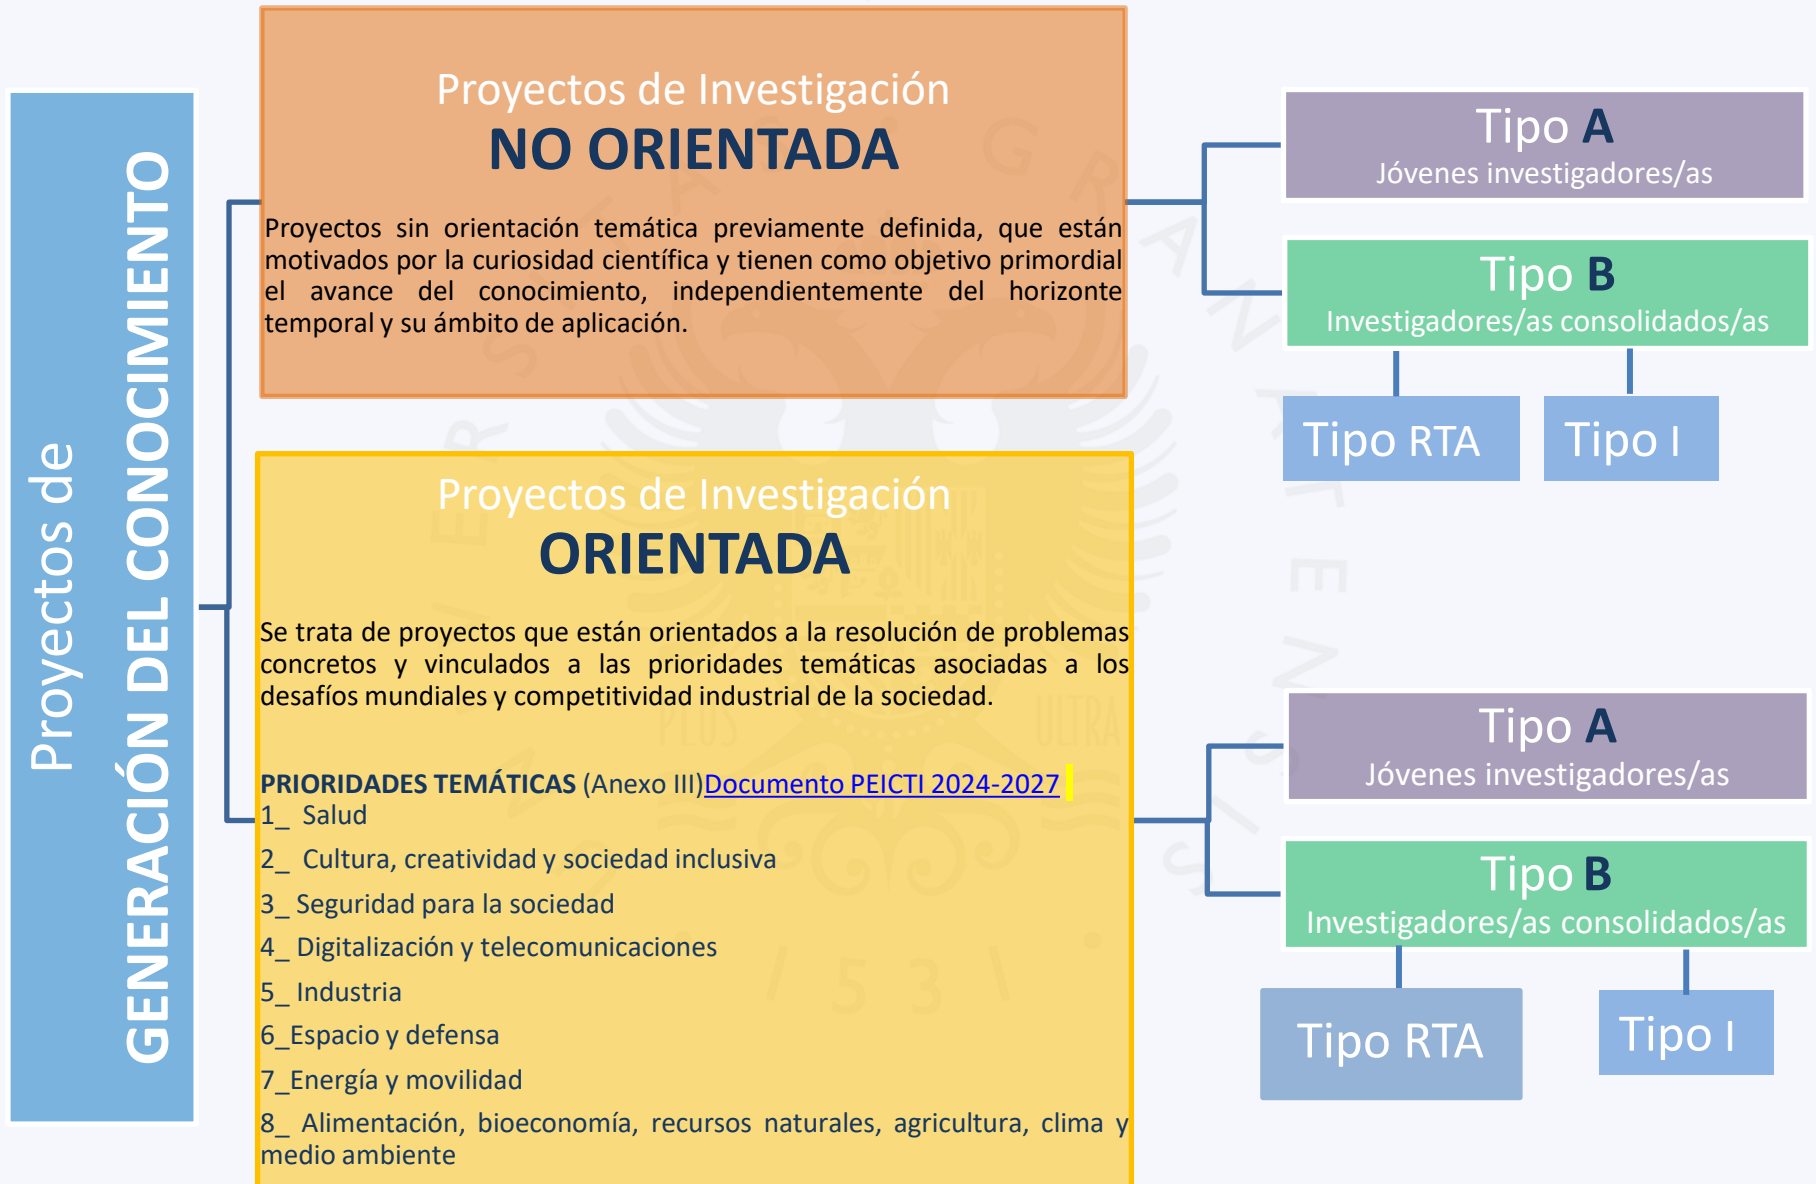 Proyectos de
GENERACIÓN DEL CONOCIMIENTO
Proyectos de Investigación
NO ORIENTADA
Proyectos sin orientación temática previamente definida, que están
motivados por la curiosidad científica y tienen como objetivo primordial
el avance del conocimiento, independientemente del horizonte
temporal y su ámbito de aplicación.
Tipo A
Jóvenes investigadores/as
Tipo B
Investigadores/as consolidados/as
Tipo RTA
Tipo I
Proyectos de Investigación
ORIENTADA
Se trata de proyectos que están orientados a la resolución de problemas
concretos y vinculados a las prioridades temáticas asociadas a los
desafíos mundiales y competitividad industrial de la sociedad.
PRIORIDADES TEMÁTICAS (Anexo III)Documento PEICTI 2024-2027
1_ Salud
2_ Cultura, creatividad y sociedad inclusiva
3_ Seguridad para la sociedad
4_ Digitalización y telecomunicaciones
5_ Industria
6_Espacio y defensa
7_Energía y movilidad
8_ Alimentación, bioeconomía, recursos naturales, agricultura, clima y
medio ambiente
Tipo A
Jóvenes investigadores/as
Tipo B
Investigadores/as consolidados/as
Tipo RTA
Tipo I
PLUS ULTRA
1531